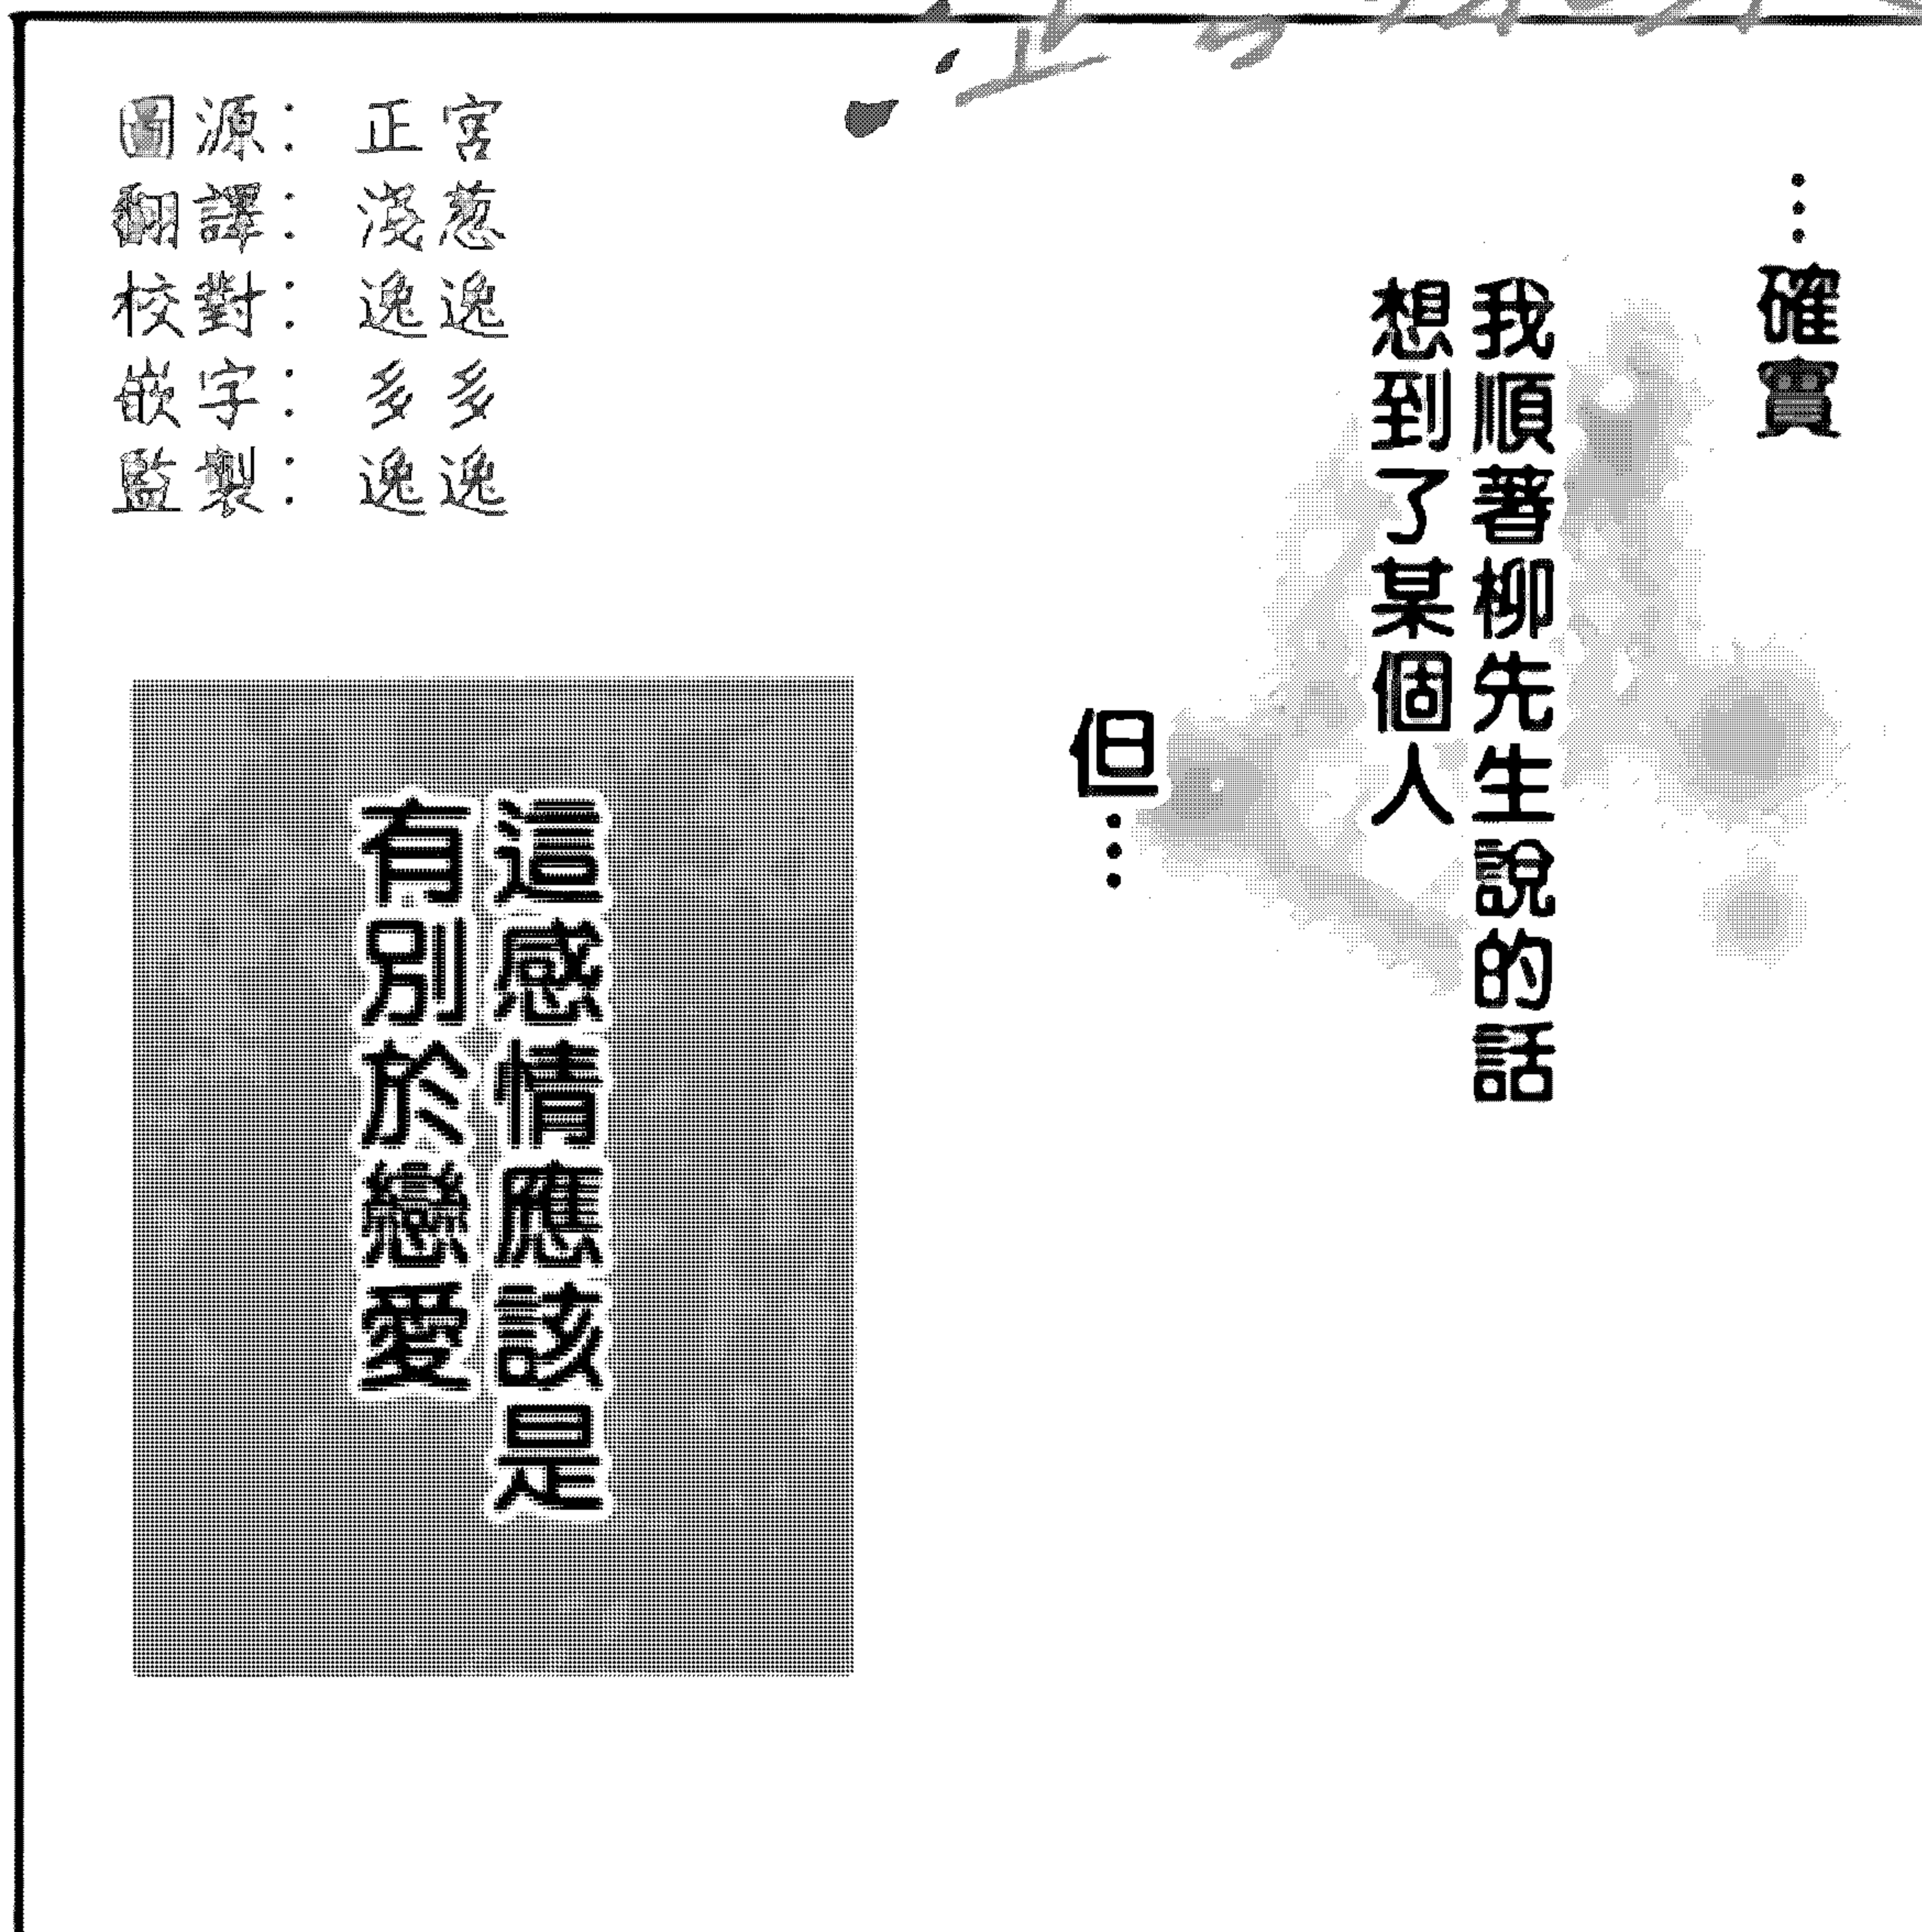 …確實
我順著柳先生說的話
想到了某個人
但…
這感情應該是
有別於戀愛
圖源：正宮
翻譯：淺蔥
校對：逸逸
嵌字：多多
監製：逸逸